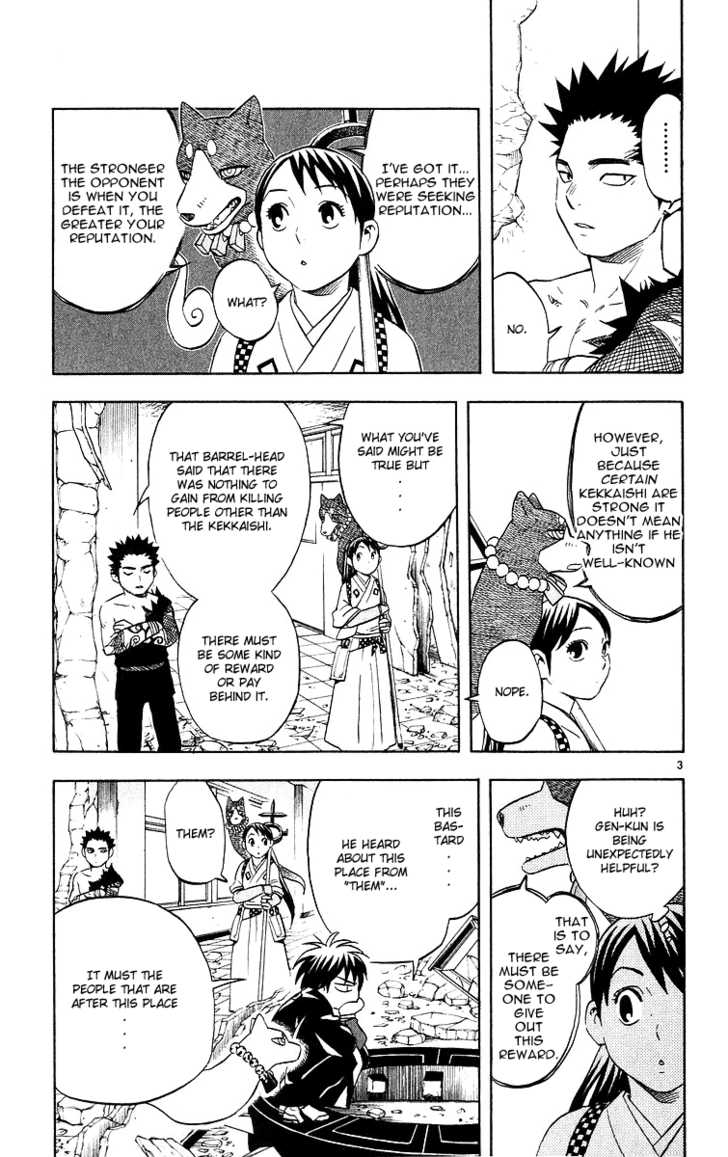 ........
NO.
I'VE GOT IT...
PERHAPS THEY
WERE SEEKING
REPUTATION...
WHAT?
THE STRONGER
THE OPPONENT
IS WHEN YOU
DEFEAT IT, THE
GREATER YOUR
REPUTATION.
HOWEVER,
JUST
BECAUSE
CERTAIN
KEKKAISHI ARE
STRONG IT
DOESN'T MEAN
ANYTHING IF HE
ISN'T
WELL-KNOWN
NOPE.
WHAT YOU'VE
SAID MIGHT BE
TRUE BUT
.
.
.
THAT BARREL-HEAD
SAID THAT THERE
WAS NOTHING TO
GAIN FROM KILLING
PEOPLE OTHER THAN
THE KEKKAISHI.
THERE MUST
BE SOME KIND
OF REWARD
OR PAY
BEHIND IT.
3
HUH?
GEN-KUN IS
BEING
UNEXPECTEDLY
HELPFUL?
THAT
IS TO
SAY,
THERE
MUST BE
SOME-
ONE TO
GIVE
OUT
THIS
REWARD.
THIS
BAS-
TARD
.
.
.
HE HEARD
ABOUT THIS
PLACE FROM
"THEM"...
THEM?
IT MUST THE
PEOPLE THAT ARE
AFTER THIS PLACE
.
.
.